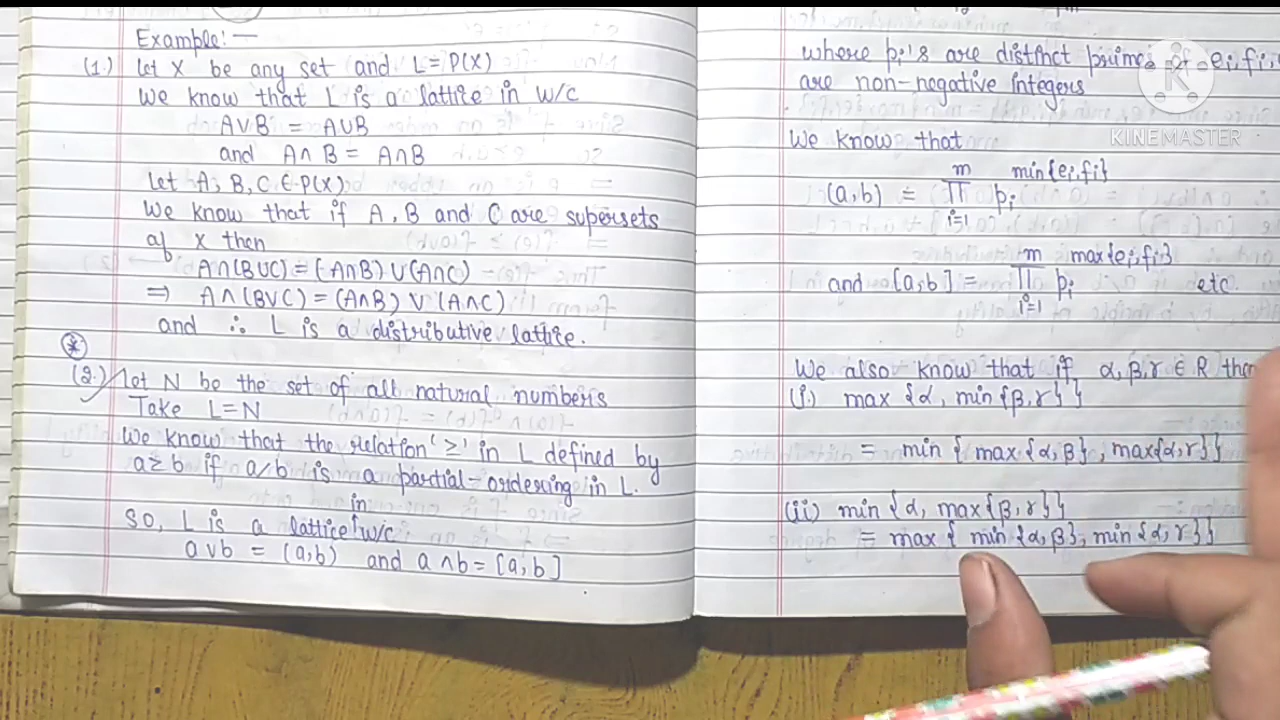 Example:-
(1.) Let X be any set and L=P(X)
We know that L is a lattice in w/c
A∨B = A∪B
and A∧B = A∩B
Let A, B, C ∈ P(X)
We know that if A, B and C are supersets
of X then
A∩(B∪C) = (A∩B) ∪ (A∩C)
⇒ A∧(B∨C) = (A∧B) ∨ (A∧C)
and ∴ L is a distributive lattice.
(2.) Let N be the set of all natural numbers
Take L=N
We know that the relation '≥' in L defined by
a≥b if a/b is a partial-ordering in L.
So, L is a lattice in w/c
a∨b = (a,b) and a∧b = [a,b]
where pi's are distinct primes ei, fi,
are non-negative integers
KINEMASTER
We know that
(a,b) = m∏i=1 pi min{ei,fi}
and [a,b] = m∏i=1 pi max{ei,fi} etc.
We also know that if α, β, r ∈ R then
(i.) max {α, min{β,r}}
= min { max {α,β}, max{α,r}}
(ii) min {α, max{β,r}}
= max { min {α,β}, min {α,r}}